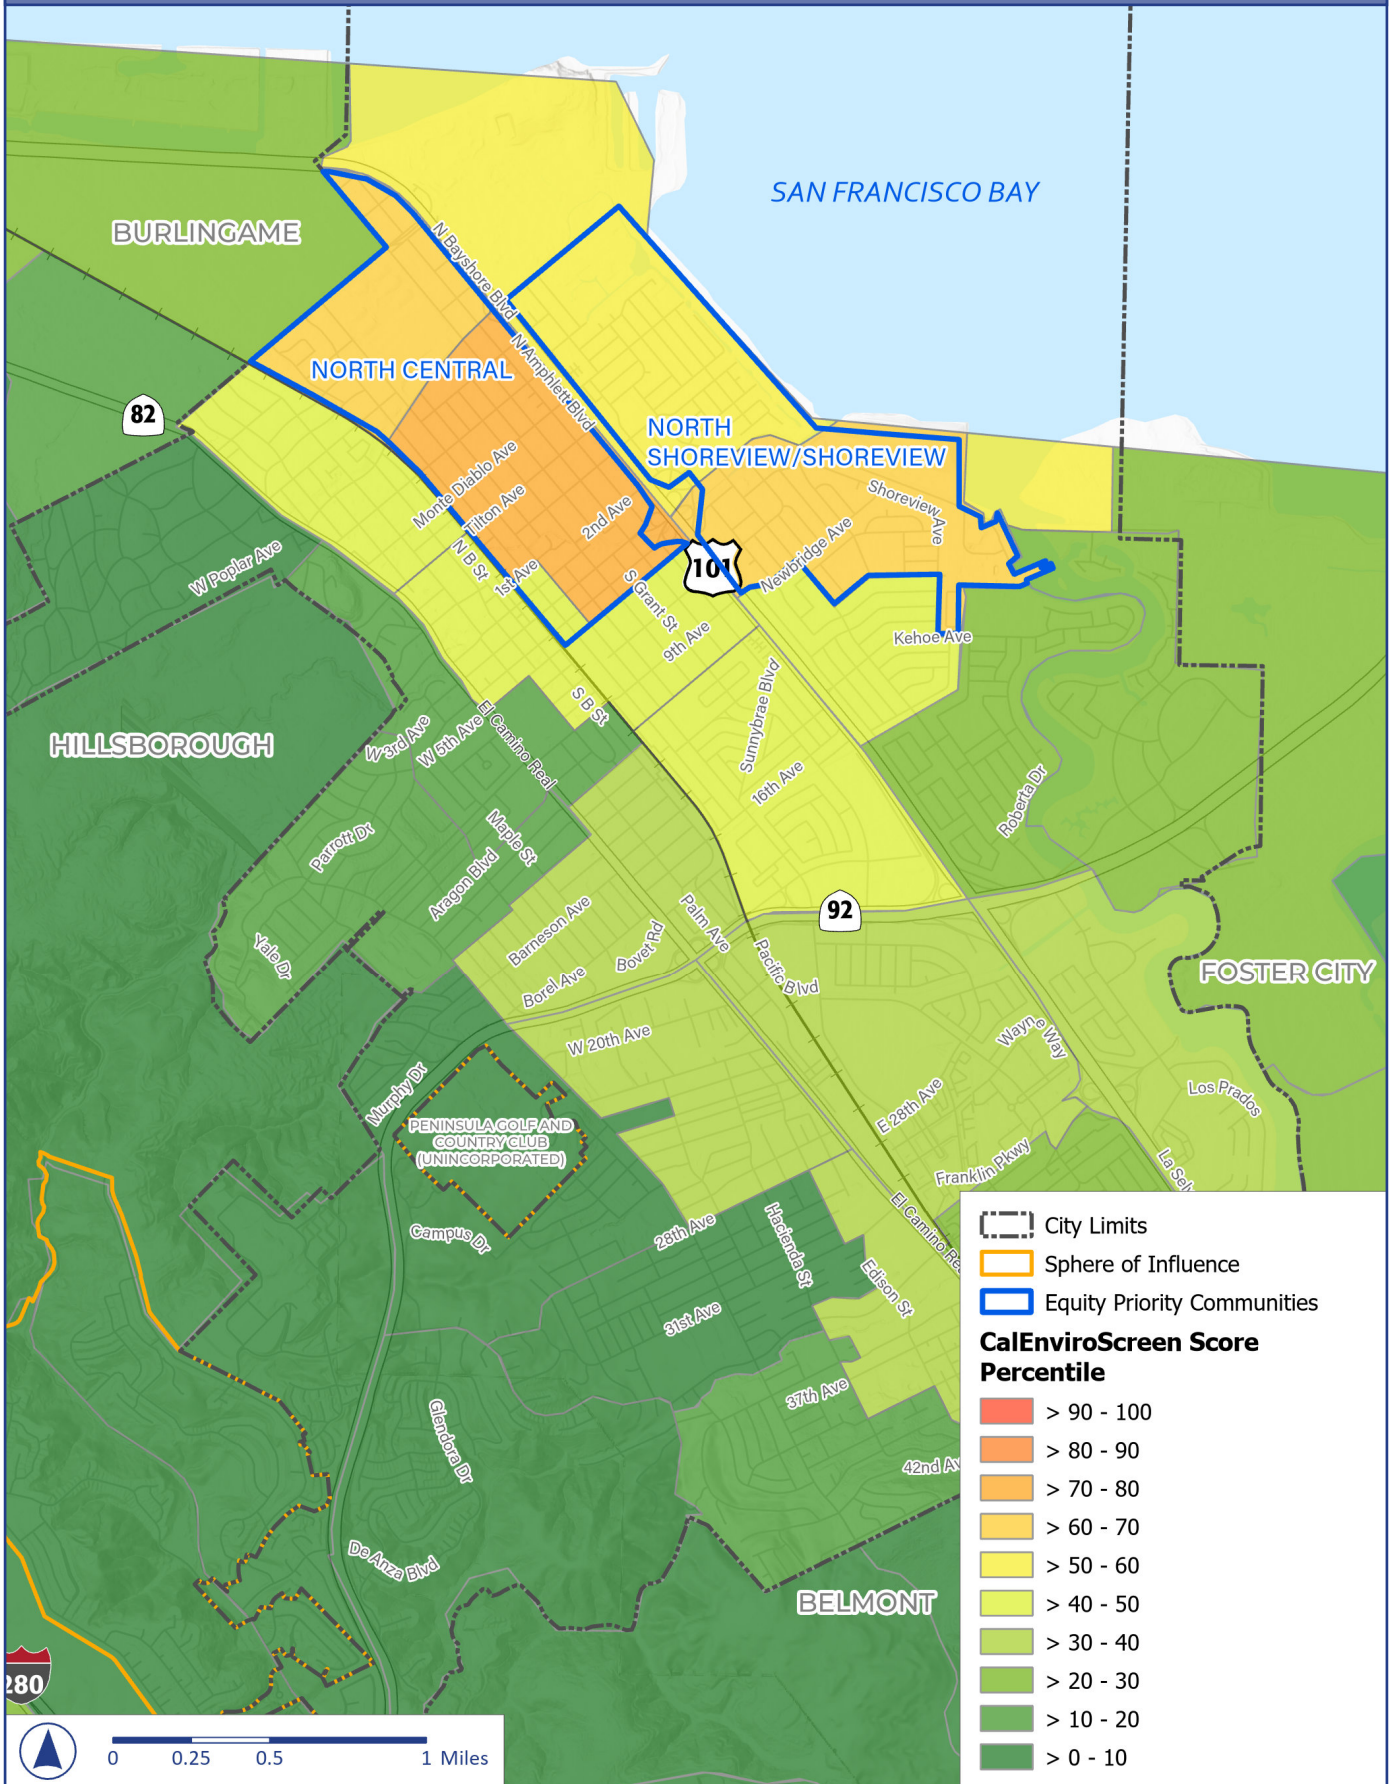 SAN FRANCISCO BAY
BURLINGAME
N Bayshore Blvd
N Amphlett Blvd
NORTH CENTRAL
82
NORTH
SHOREVIEW/SHOREVIEW
Monte Diablo Ave
Tilton Ave
2nd Ave
Shoreview Ave
N B St
1st Ave
101
Newbridge Ave
W Poplar Ave
S Grant St
9th Ave
Kehoe Ave
S B St
Sunnybrae Blvd
HILLSBOROUGH
W 3rd Ave
W 5th Ave
El Camino Real
16th Ave
Roberta Dr
Parrott Dr
Maple St
Aragon Blvd
92
Yale Dr
Barneson Ave
Bovet Rd
Palm Ave
Borel Ave
Pacific Blvd
FOSTER CITY
W 20th Ave
Wayne Way
Murphy Dr
E 28th Ave
Los Prados
PENINSULA GOLF AND
COUNTRY CLUB
(UNINCORPORATED)
Franklin Pkwy
La Selv
Campus Dr
28th Ave
Hacienda St
El Camino Rea
Edison St
31st Ave
37th Ave
Glendora Dr
42nd Av
De Anza Blvd
BELMONT
280
City Limits
Sphere of Influence
Equity Priority Communities
CalEnviroScreen Score
Percentile
> 90 - 100
> 80 - 90
> 70 - 80
> 60 - 70
> 50 - 60
> 40 - 50
> 30 - 40
> 20 - 30
> 10 - 20
> 0 - 10
0 0.25 0.5 1 Miles